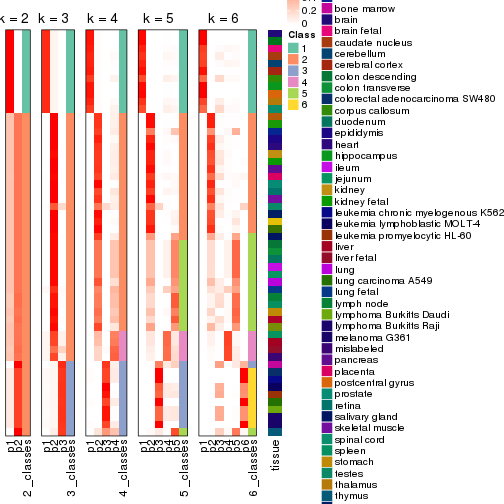 k = 2
k = 3
k = 4
k = 5
k = 6
0.2
0
Class
1
2
3
4
5
6
bone marrow
brain
brain fetal
caudate nucleus
cerebellum
cerebral cortex
colon descending
colon transverse
colorectal adenocarcinoma SW480
corpus callosum
duodenum
epididymis
heart
hippocampus
ileum
jejunum
kidney
kidney fetal
leukemia chronic myelogenous K562
leukemia lymphoblastic MOLT-4
leukemia promyelocytic HL-60
liver
liver fetal
lung
lung carcinoma A549
lung fetal
lymph node
lymphoma Burkitts Daudi
lymphoma Burkitts Raji
melanoma G361
mislabeled
pancreas
placenta
postcentral gyrus
prostate
retina
salivary gland
skeletal muscle
spinal cord
spleen
stomach
testes
thalamus
thymus
p1
p2
2_classes
p1
p2
p3
3_classes
p1
p2
p3
p4
4_classes
p1
p2
p3
p4
p5
5_classes
p1
p2
p3
p4
p5
p6
6_classes
tissue